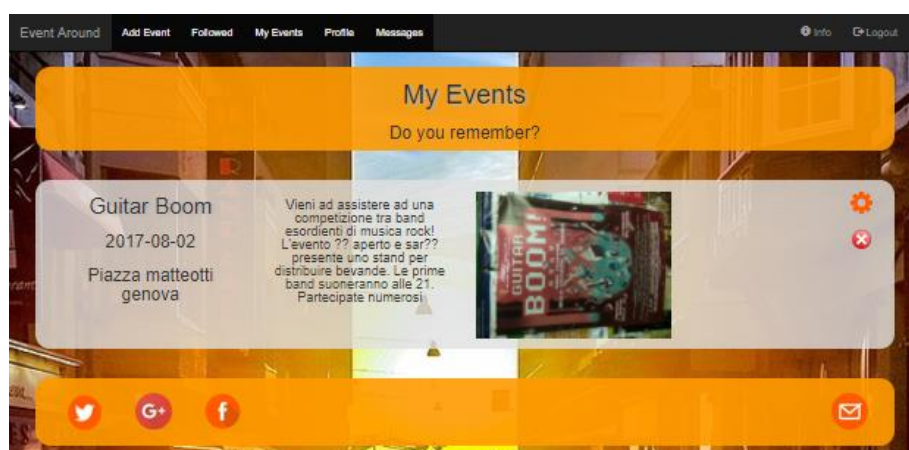 Event Around Add Event Followed My Events Profile Messages Info Logout
My Events
Do you remember?
Guitar Boom
2017-08-02
Piazza matteotti
genova
Vieni ad assistere ad una
competizione tra band
esordienti di musica rock!
L'evento ?? aperto e sar??
presente uno stand per
distribuire bevande. Le prime
band suoneranno alle 21.
Partecipate numerosi
GUITAR
BOOM!
G+
f